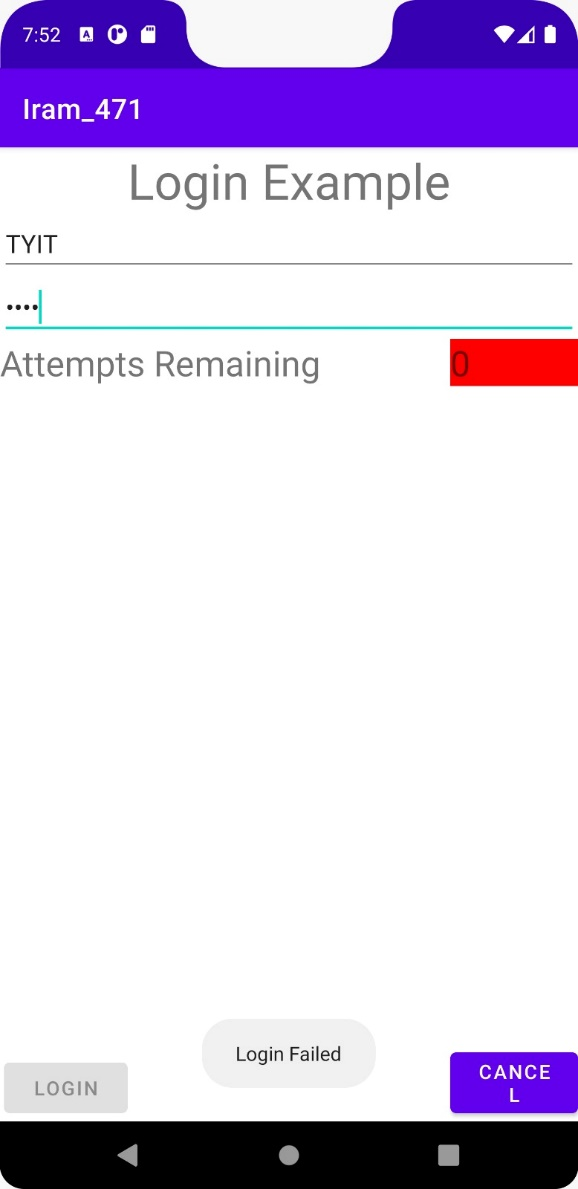 7:52
Iram_471
Login Example
TYIT
••••
Attempts Remaining 0
Login Failed
LOGIN
CANCE
L